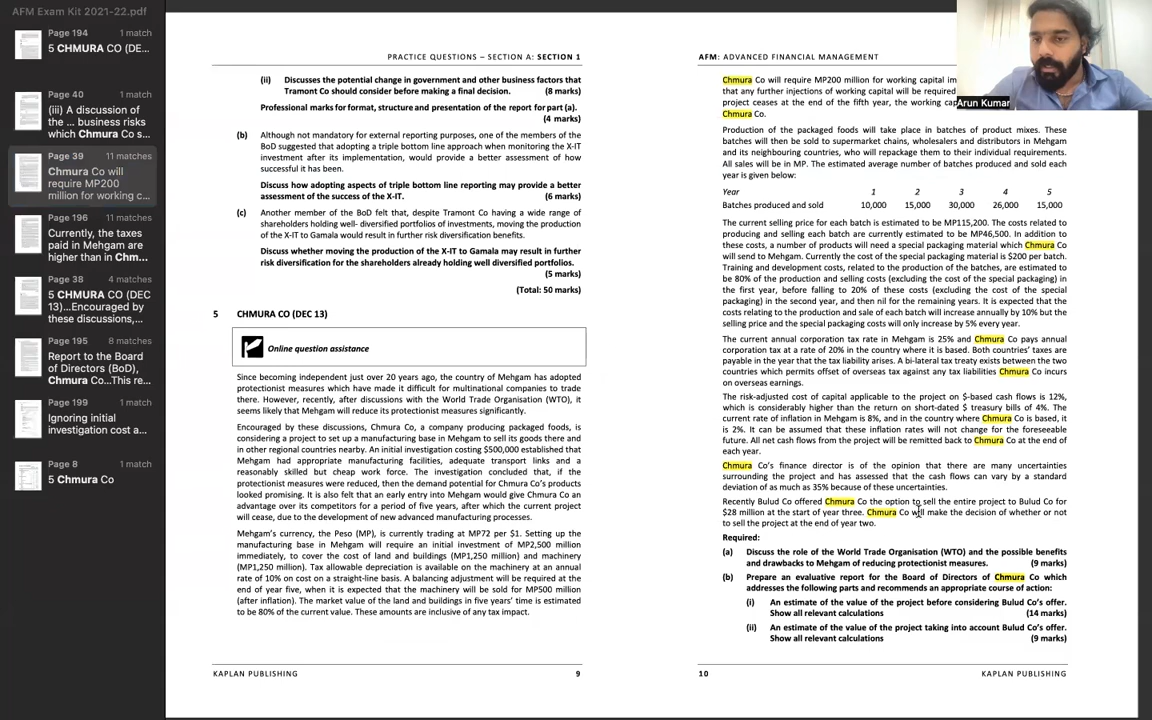 AFM Exam Kit 2021-22.pdf
Page 194 1 match
5 CHMURA CO (DE...
Page 40 1 match
(iii) A discussion of
the ... business risks
which Chmura Co s...
Page 39 11 matches
Chmura Co will
require MP200
million for working c...
Page 196 11 matches
Currently, the taxes
paid in Mehgam are
higher than in Chm...
Page 38 4 matches
5 CHMURA CO (DEC
13)...Encouraged by
these discussions,...
Page 195 8 matches
Report to the Board
of Directors (BoD),
Chmura Co...This re...
Page 199 1 match
Ignoring initial
investigation cost a...
Page 8 1 match
5 Chmura Co
PRACTICE QUESTIONS – SECTION A: SECTION 1
(ii) Discusses the potential change in government and other business factors that
Tramont Co should consider before making a final decision. (8 marks)
Professional marks for format, structure and presentation of the report for part (a).
(4 marks)
(b) Although not mandatory for external reporting purposes, one of the members of the
BoD suggested that adopting a triple bottom line approach when monitoring the X-IT
investment after its implementation, would provide a better assessment of how
successful it has been.
Discuss how adopting aspects of triple bottom line reporting may provide a better
assessment of the success of the X-IT. (6 marks)
(c) Another member of the BoD felt that, despite Tramont Co having a wide range of
shareholders holding well- diversified portfolios of investments, moving the production
of the X-IT to Gamala would result in further risk diversification benefits.
Discuss whether moving the production of the X-IT to Gamala may result in further
risk diversification for the shareholders already holding well diversified portfolios.
(5 marks)
(Total: 50 marks)
5 CHMURA CO (DEC 13)
Online question assistance
Since becoming independent just over 20 years ago, the country of Mehgam has adopted
protectionist measures which have made it difficult for multinational companies to trade
there. However, recently, after discussions with the World Trade Organisation (WTO), it
seems likely that Mehgam will reduce its protectionist measures significantly.
Encouraged by these discussions, Chmura Co, a company producing packaged foods, is
considering a project to set up a manufacturing base in Mehgam to sell its goods there and
in other regional countries nearby. An initial investigation costing $500,000 established that
Mehgam had appropriate manufacturing facilities, adequate transport links and a
reasonably skilled but cheap work force. The investigation concluded that, if the
protectionist measures were reduced, then the demand potential for Chmura Co's products
looked promising. It is also felt that an early entry into Mehgam would give Chmura Co an
advantage over its competitors for a period of five years, after which the current project
will cease, due to the development of new advanced manufacturing processes.
Mehgam's currency, the Peso (MP), is currently trading at MP72 per $1. Setting up the
manufacturing base in Mehgam will require an initial investment of MP2,500 million
immediately, to cover the cost of land and buildings (MP1,250 million) and machinery
(MP1,250 million). Tax allowable depreciation is available on the machinery at an annual
rate of 10% on cost on a straight-line basis. A balancing adjustment will be required at the
end of year five, when it is expected that the machinery will be sold for MP500 million
(after inflation). The market value of the land and buildings in five years' time is estimated
to be 80% of the current value. These amounts are inclusive of any tax impact.
KAPLAN PUBLISHING 9
AFM: ADVANCED FINANCIAL MANAGEMENT
Chmura Co will require MP200 million for working capital im
that any further injections of working capital will be required
project ceases at the end of the fifth year, the working cap
Chmura Co.
Arun Kumar
Production of the packaged foods will take place in batches of product mixes. These
batches will then be sold to supermarket chains, wholesalers and distributors in Mehgam
and its neighbouring countries, who will repackage them to their individual requirements.
All sales will be in MP. The estimated average number of batches produced and sold each
year is given below:
Year 1 2 3 4 5
Batches produced and sold 10,000 15,000 30,000 26,000 15,000
The current selling price for each batch is estimated to be MP115,200. The costs related to
producing and selling each batch are currently estimated to be MP46,500. In addition to
these costs, a number of products will need a special packaging material which Chmura Co
will send to Mehgam. Currently the cost of the special packaging material is $200 per batch.
Training and development costs, related to the production of the batches, are estimated to
be 80% of the production and selling costs (excluding the cost of the special packaging) in
the first year, before falling to 20% of these costs (excluding the cost of the special
packaging) in the second year, and then nil for the remaining years. It is expected that the
costs relating to the production and sale of each batch will increase annually by 10% but the
selling price and the special packaging costs will only increase by 5% every year.
The current annual corporation tax rate in Mehgam is 25% and Chmura Co pays annual
corporation tax at a rate of 20% in the country where it is based. Both countries' taxes are
payable in the year that the tax liability arises. A bi-lateral tax treaty exists between the two
countries which permits offset of overseas tax against any tax liabilities Chmura Co incurs
on overseas earnings.
The risk-adjusted cost of capital applicable to the project on $-based cash flows is 12%,
which is considerably higher than the return on short-dated $ treasury bills of 4%. The
current rate of inflation in Mehgam is 8%, and in the country where Chmura Co is based, it
is 2%. It can be assumed that these inflation rates will not change for the foreseeable
future. All net cash flows from the project will be remitted back to Chmura Co at the end of
each year.
Chmura Co's finance director is of the opinion that there are many uncertainties
surrounding the project and has assessed that the cash flows can vary by a standard
deviation of as much as 35% because of these uncertainties.
Recently Bulud Co offered Chmura Co the option to sell the entire project to Bulud Co for
$28 million at the start of year three. Chmura Co will make the decision of whether or not
to sell the project at the end of year two.
Required:
(a) Discuss the role of the World Trade Organisation (WTO) and the possible benefits
and drawbacks to Mehgam of reducing protectionist measures. (9 marks)
(b) Prepare an evaluative report for the Board of Directors of Chmura Co which
addresses the following parts and recommends an appropriate course of action:
(i) An estimate of the value of the project before considering Bulud Co's offer.
Show all relevant calculations (14 marks)
(ii) An estimate of the value of the project taking into account Bulud Co's offer.
Show all relevant calculations (9 marks)
10 KAPLAN PUBLISHING